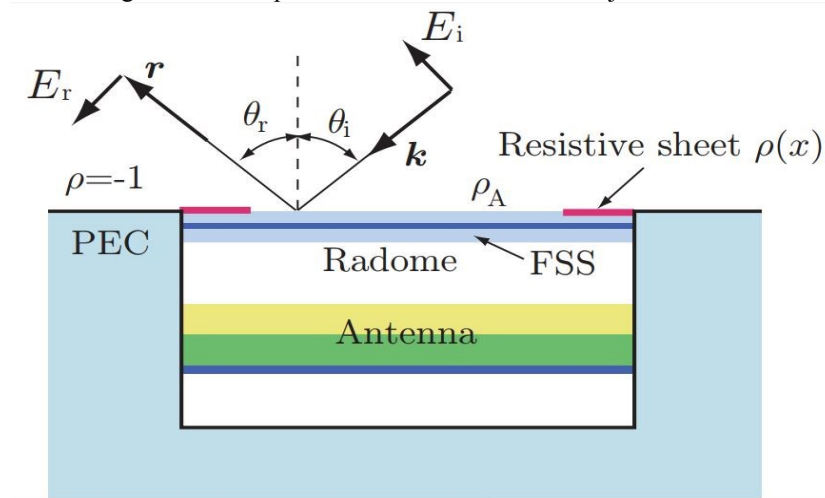 E_i
E_r
r
θ_r
θ_i
k
Resistive sheet ρ(x)
ρ=-1
ρ_A
PEC
Radome
FSS
Antenna